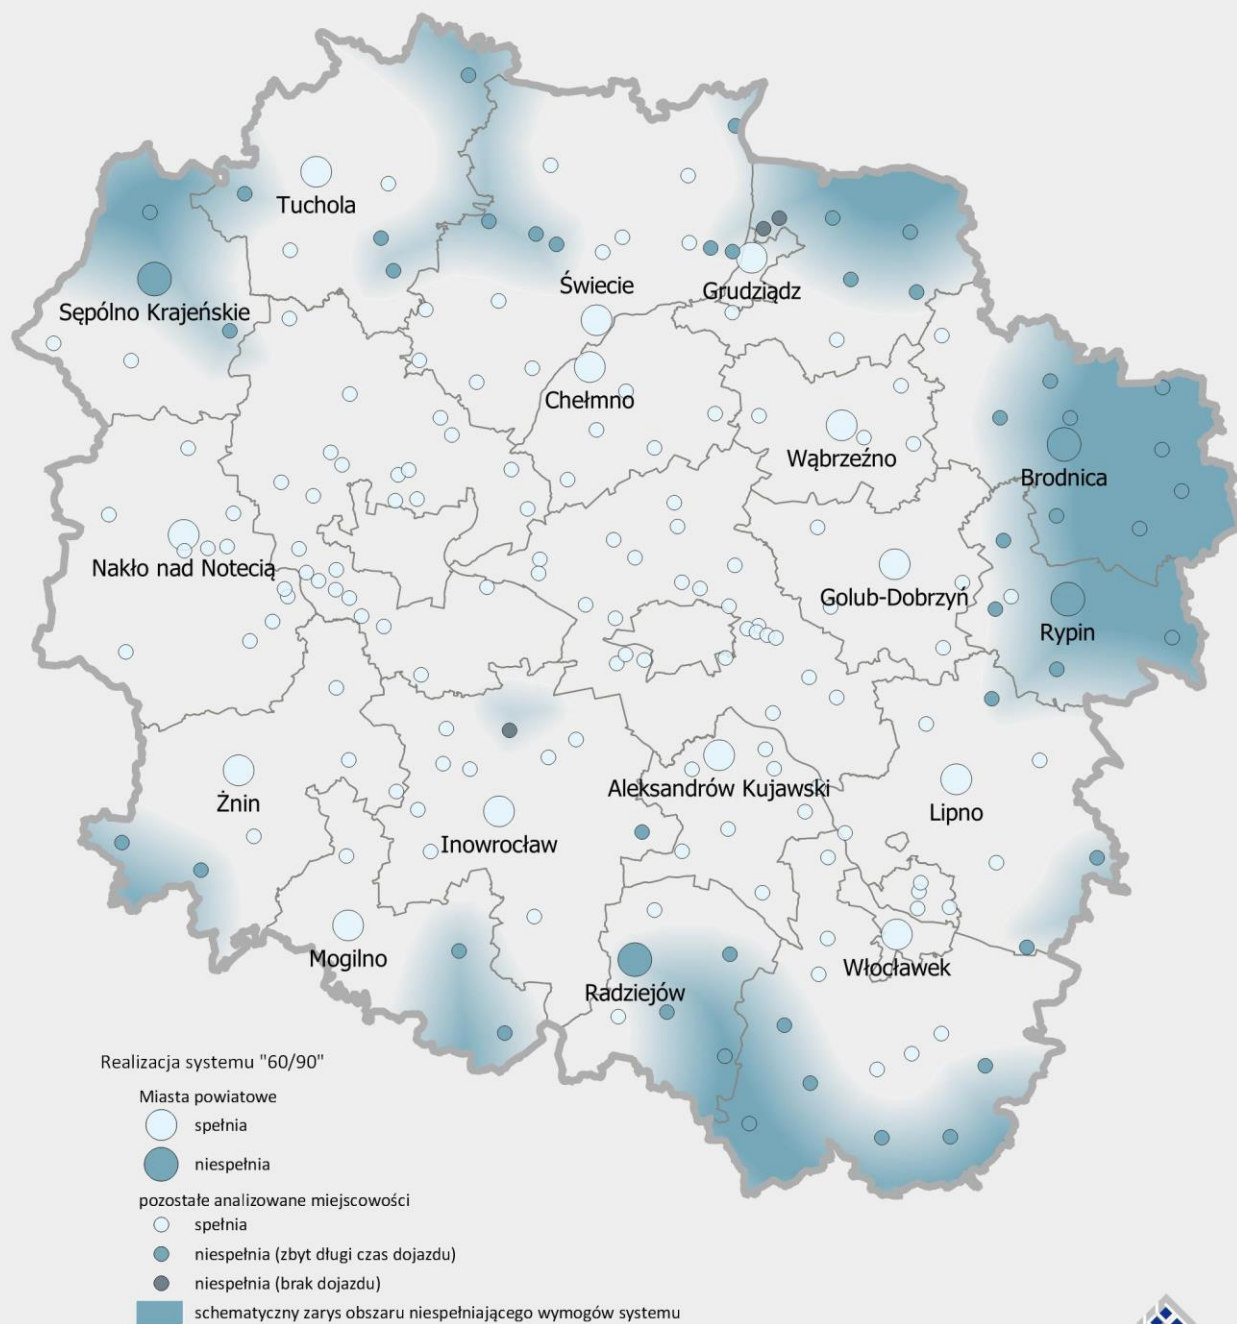 Tuchola
Sępólno Krajeńskie
Świecie
Grudziądz
Chełmno
Wąbrzeźno
Brodnica
Nakło nad Notecią
Golub-Dobrzyń
Rypin
Aleksandrów Kujawski
Żnin
Lipno
Inowrocław
Mogilno
Włocławek
Radziejów
Realizacja systemu "60/90"
Miasta powiatowe
spełnia
niespełnia
pozostałe analizowane miejscowości
spełnia
niespełnia (zbyt długi czas dojazdu)
niespełnia (brak dojazdu)
schematyczny zarys obszaru niespełniającego wymogów systemu